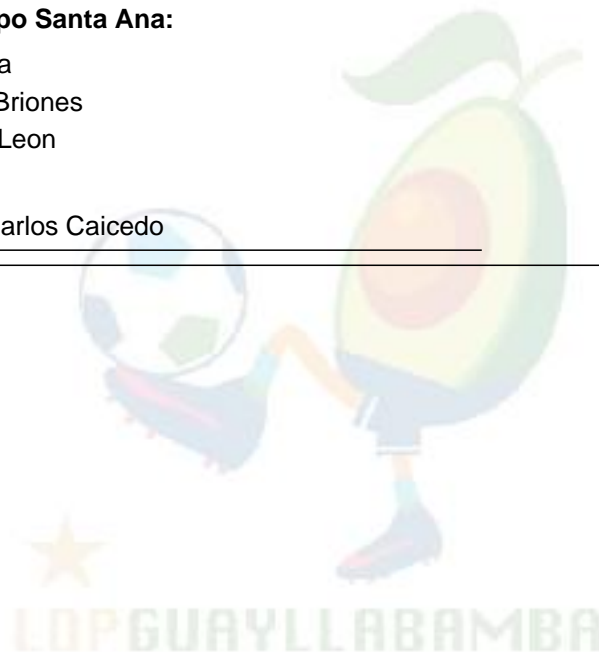 po Santa Ana:
a
Briones
Leon
arlos Caicedo
LDPGUAYLLABAMBA